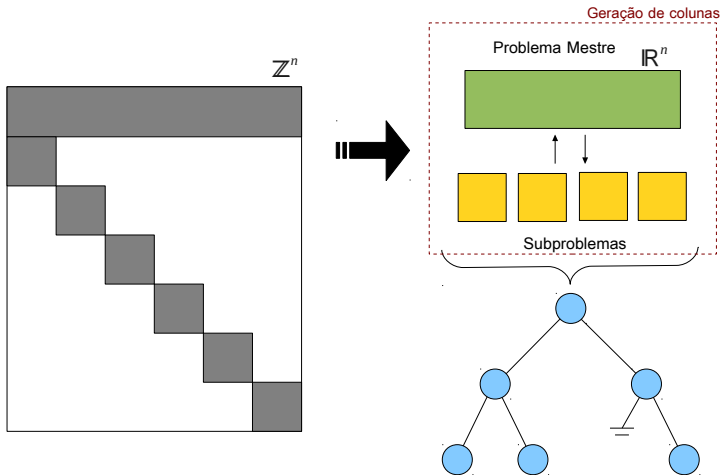 Geração de colunas
Problema Mestre
ℝⁿ
ℤⁿ
Subproblemas